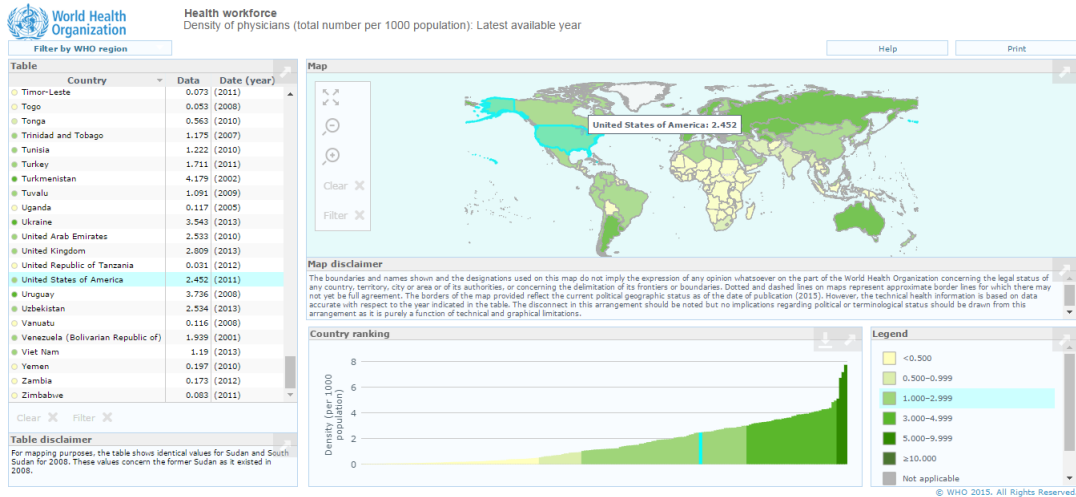 World Health
Organization
Health workforce
Density of physicians (total number per 1000 population): Latest available year
Filter by WHO region
Help
Print
Table
Country Data Date (year)
Timor-Leste 0.073 (2011)
Togo 0.053 (2008)
Tonga 0.563 (2010)
Trinidad and Tobago 1.175 (2007)
Tunisia 1.222 (2010)
Turkey 1.711 (2011)
Turkmenistan 4.179 (2002)
Tuvalu 1.091 (2009)
Uganda 0.117 (2005)
Ukraine 3.543 (2013)
United Arab Emirates 2.533 (2010)
United Kingdom 2.809 (2013)
United Republic of Tanzania 0.031 (2012)
United States of America 2.452 (2011)
Uruguay 3.736 (2008)
Uzbekistan 2.534 (2013)
Vanuatu 0.116 (2008)
Venezuela (Bolivarian Republic of) 1.939 (2001)
Viet Nam 1.19 (2013)
Yemen 0.197 (2010)
Zambia 0.173 (2012)
Zimbabwe 0.083 (2011)
Clear Filter
Table disclaimer
For mapping purposes, the table shows identical values for Sudan and South
Sudan for 2008. These values concern the former Sudan as it existed in
2008.
Map
Clear
Filter
United States of America: 2.452
Map disclaimer
The boundaries and names shown and the designations used on this map do not imply the expression of any opinion whatsoever on the part of the World Health Organization concerning the legal status of
any country, territory, city or area or of its authorities, or concerning the delimitation of its frontiers or boundaries. Dotted and dashed lines on maps represent approximate border lines for which there may
not yet be full agreement. The borders of the map provided reflect the current political geographic status as of the date of publication (2015). However, the technical health information is based on data
accurate with respect to the year indicated in the table. The disconnect in this arrangement should be noted but no implications regarding political or terminological status should be drawn from this
arrangement as it is purely a function of technical and graphical limitations.
Country ranking
Density (per 1000
population)
8
6
4
2
0
Legend
<0.500
0.500–0.999
1.000–2.999
3.000–4.999
5.000–9.999
≥10.000
Not applicable
© WHO 2015. All Rights Reserved.